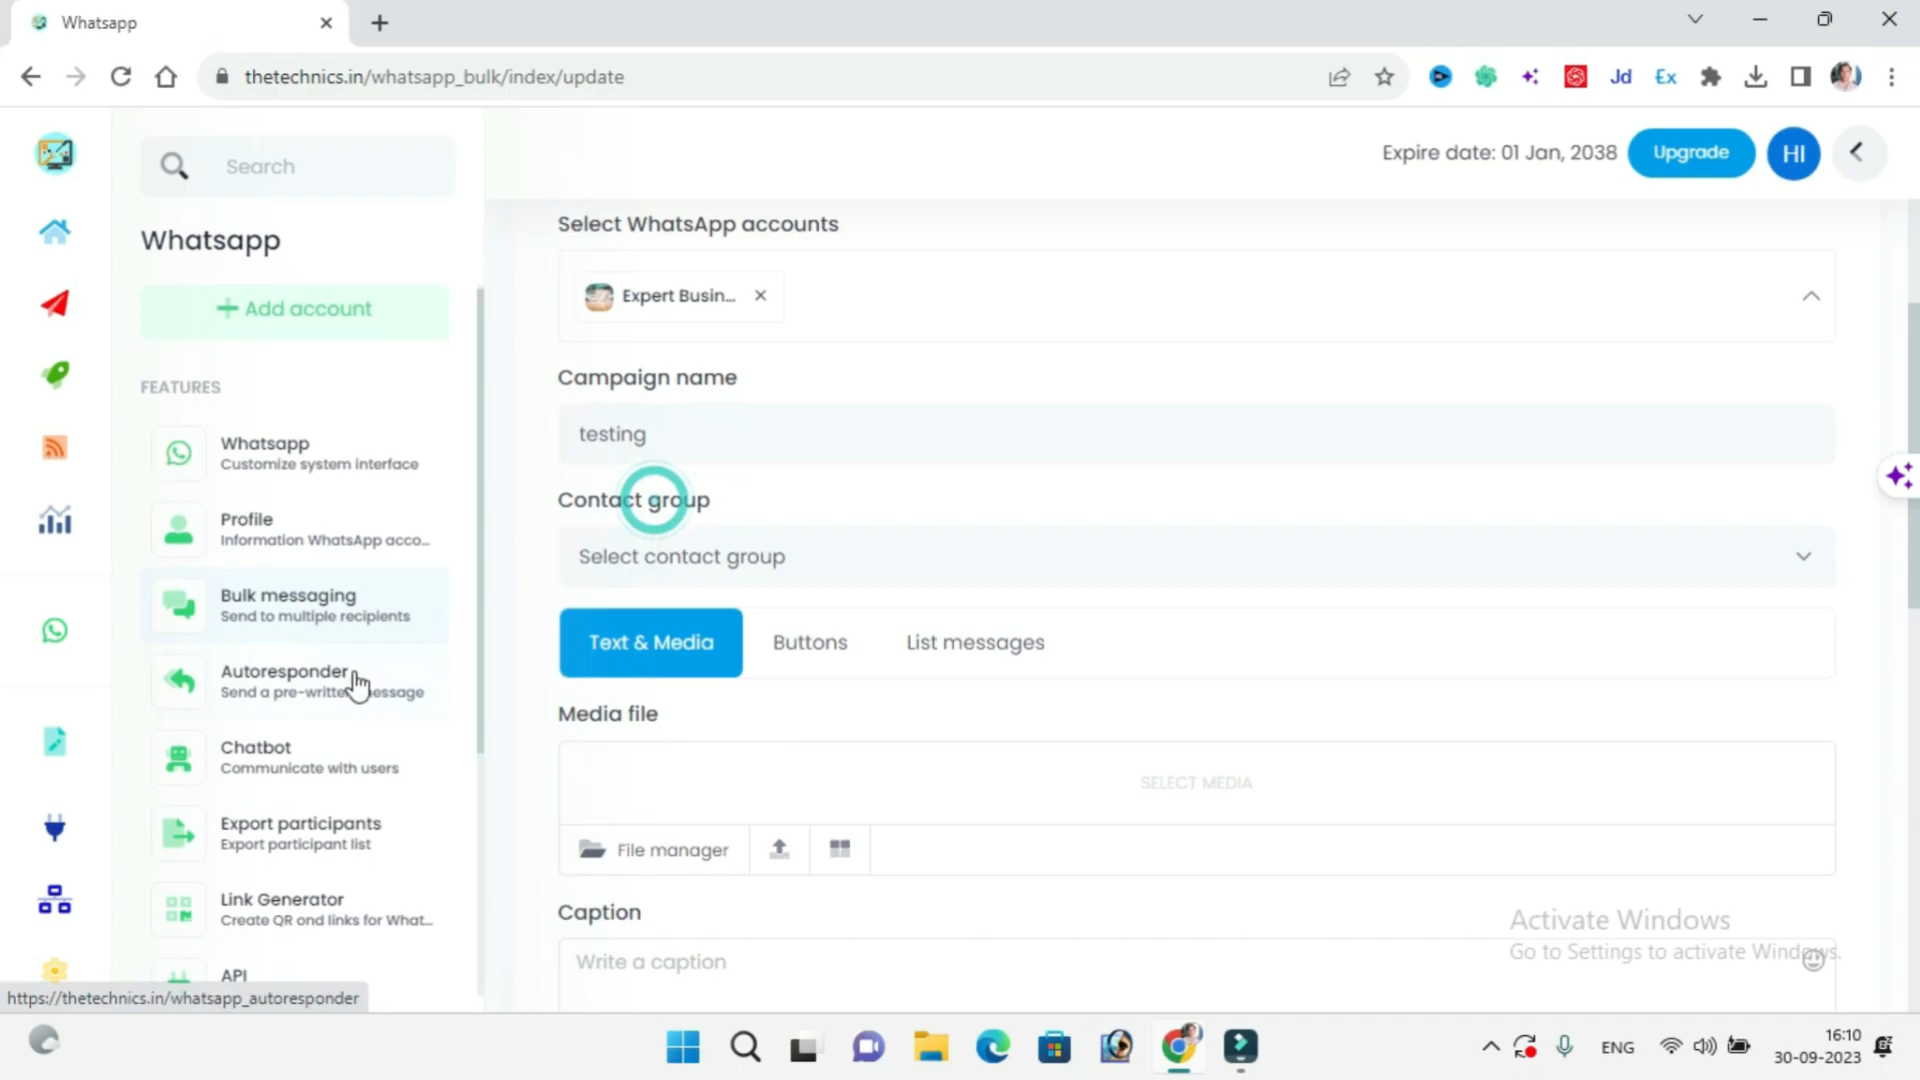 Whatsapp
thetechnics.in/whatsapp_bulk/index/update
Jd
Ex
Search
Expire date: 01 Jan, 2038
Upgrade
HI
Whatsapp
Add account
FEATURES
Whatsapp
Customize system interface
Profile
Information WhatsApp acco...
Bulk messaging
Send to multiple recipients
Autoresponder
Send a pre-written message
Chatbot
Communicate with users
Export participants
Export participant list
Link Generator
Create QR ond links for What...
API
https://thetechnics.in/whatsapp_autoresponder
Select WhatsApp accounts
Expert Busin...
Campaign name
testing
Contact group
Select contact group
Text & Media
Buttons
List messages
Media file
SELECT MEDIA
File manager
Caption
Write a caption
Activate Windows
Go to Settings to activate Windows.
ENG
16:10
30-09-2023